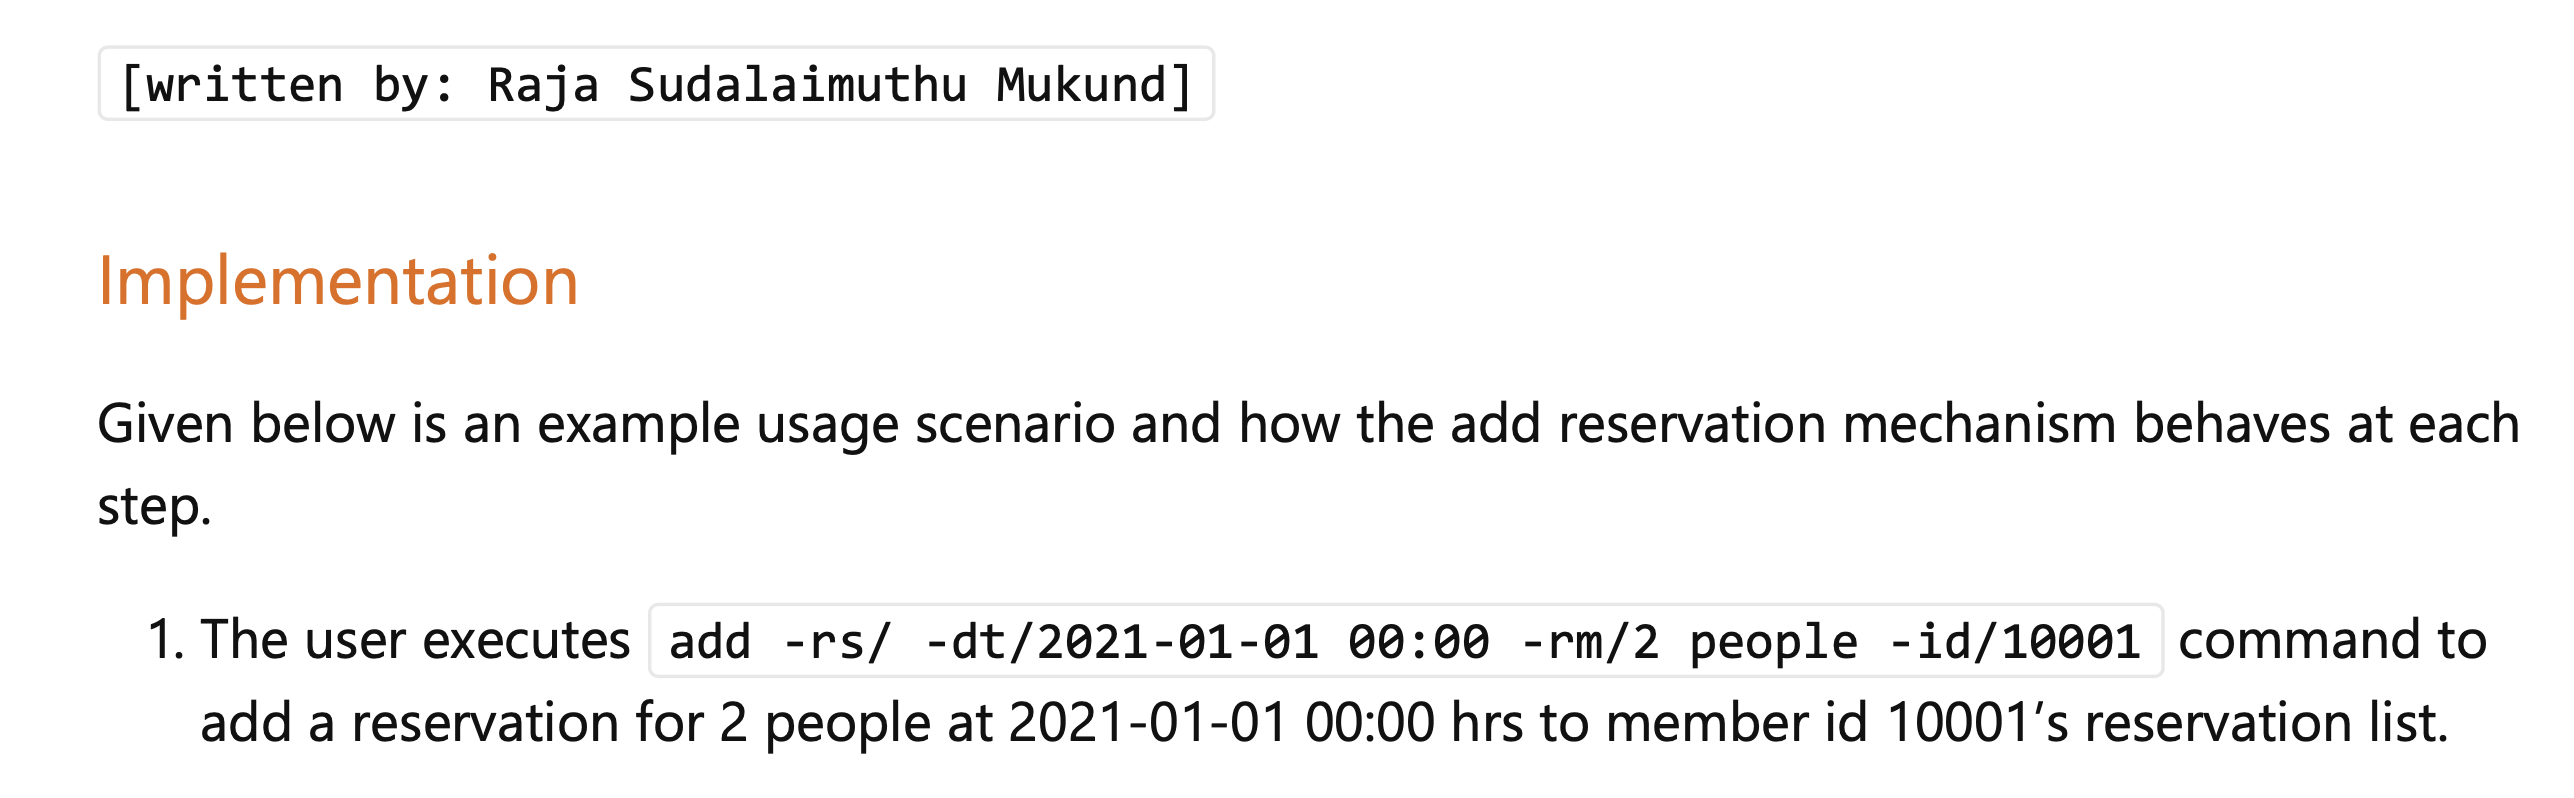 [written by: Raja Sudalaimuthu Mukund]
Implementation
Given below is an example usage scenario and how the add reservation mechanism behaves at each
step.
1. The user executes add -rs/ -dt/2021-01-01 00:00 -rm/2 people -id/10001 command to
add a reservation for 2 people at 2021-01-01 00:00 hrs to member id 10001’s reservation list.